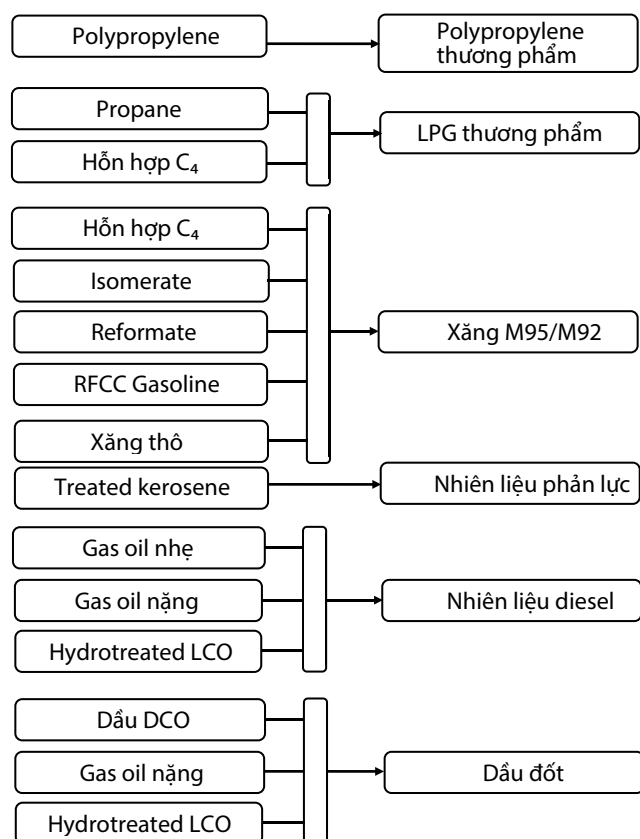 Polypropylene
Polypropylene
thương phẩm
Propane
Hỗn hợp C₄
LPG thương phẩm
Hỗn hợp C₄
Isomerate
Reformate
RFCC Gasoline
Xăng thô
Xăng M95/M92
Treated kerosene
Nhiên liệu phản lực
Gas oil nhẹ
Gas oil nặng
Hydrotreated LCO
Nhiên liệu diesel
Dầu DCO
Gas oil nặng
Hydrotreated LCO
Dầu đốt